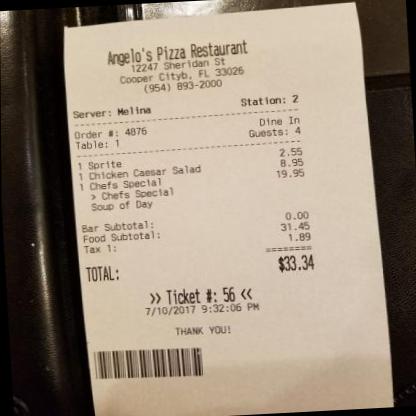 Angelo's Pizza Restaurant
12247 Sheridan St
Cooper Cityb, FL 33026
(954) 893-2000
Server: Melina Station: 2
Order #: 4876 Dine In
Table: 1 Guests: 4
1 Sprite 2.55
1 Chicken Caesar Salad 8.95
1 Chefs Special 19.95
> Chefs Special
Soup of Day
Bar Subtotal: 0.00
Food Subtotal: 31.45
Tax 1: 1.89
========
TOTAL: $33.34
>> Ticket #: 56 <<
7/10/2017 9:32:06 PM
THANK YOU!